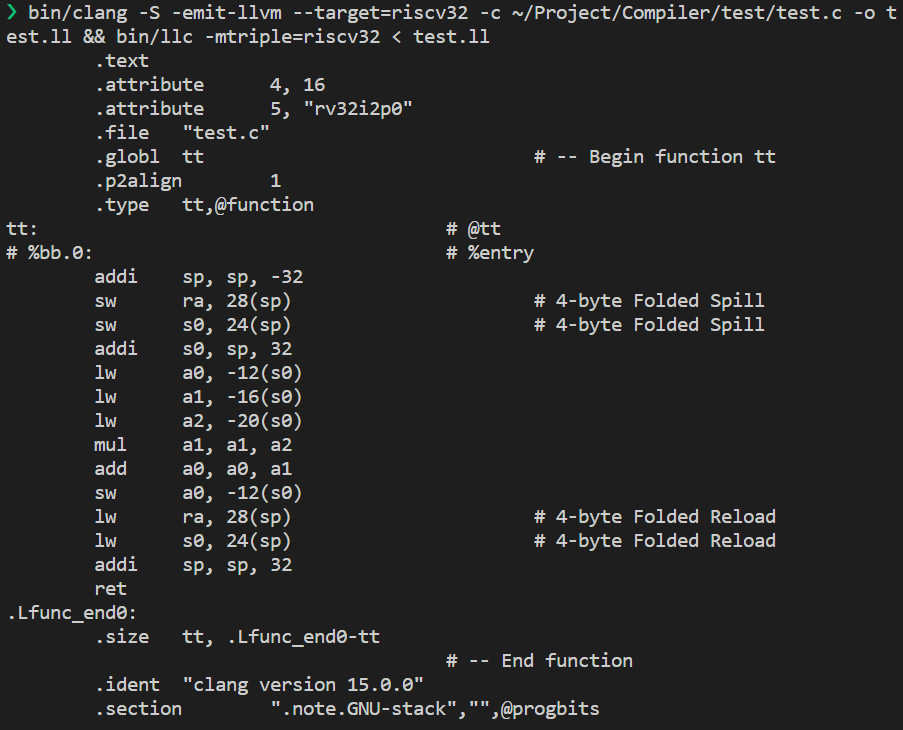 ❯ bin/clang -S -emit-llvm --target=riscv32 -c ~/Project/Compiler/test/test.c -o t
est.ll && bin/llc -mtriple=riscv32 < test.ll
        .text
        .attribute      4, 16
        .attribute      5, "rv32i2p0"
        .file   "test.c"
        .globl  tt                              # -- Begin function tt
        .p2align        1
        .type   tt,@function
tt:                                     # @tt
# %bb.0:                                # %entry
        addi    sp, sp, -32
        sw      ra, 28(sp)                      # 4-byte Folded Spill
        sw      s0, 24(sp)                      # 4-byte Folded Spill
        addi    s0, sp, 32
        lw      a0, -12(s0)
        lw      a1, -16(s0)
        lw      a2, -20(s0)
        mul     a1, a1, a2
        add     a0, a0, a1
        sw      a0, -12(s0)
        lw      ra, 28(sp)                      # 4-byte Folded Reload
        lw      s0, 24(sp)                      # 4-byte Folded Reload
        addi    sp, sp, 32
        ret
.Lfunc_end0:
        .size   tt, .Lfunc_end0-tt
                                        # -- End function
        .ident  "clang version 15.0.0"
        .section        ".note.GNU-stack","",@progbits